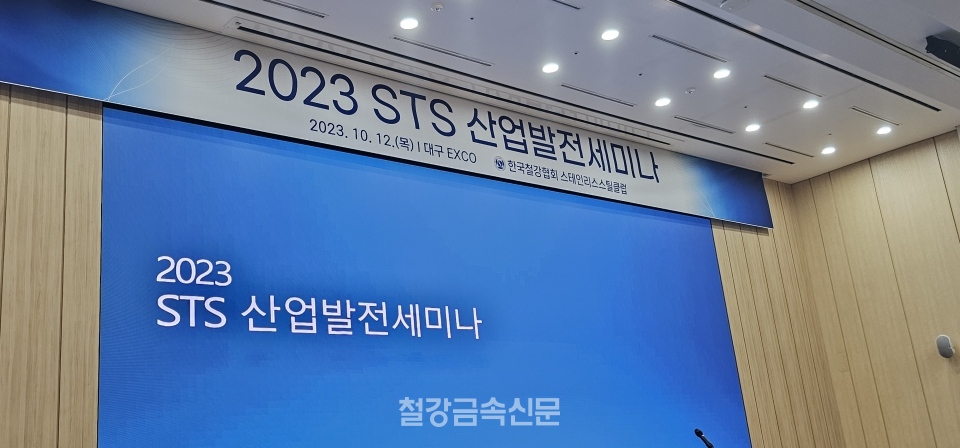 2023 STS 산업발전세미나
2023. 10. 12.(목) I 대구 EXCO 한국철강협회 스테인리스스틸클럽
2023
STS 산업발전세미나
철강금속신문